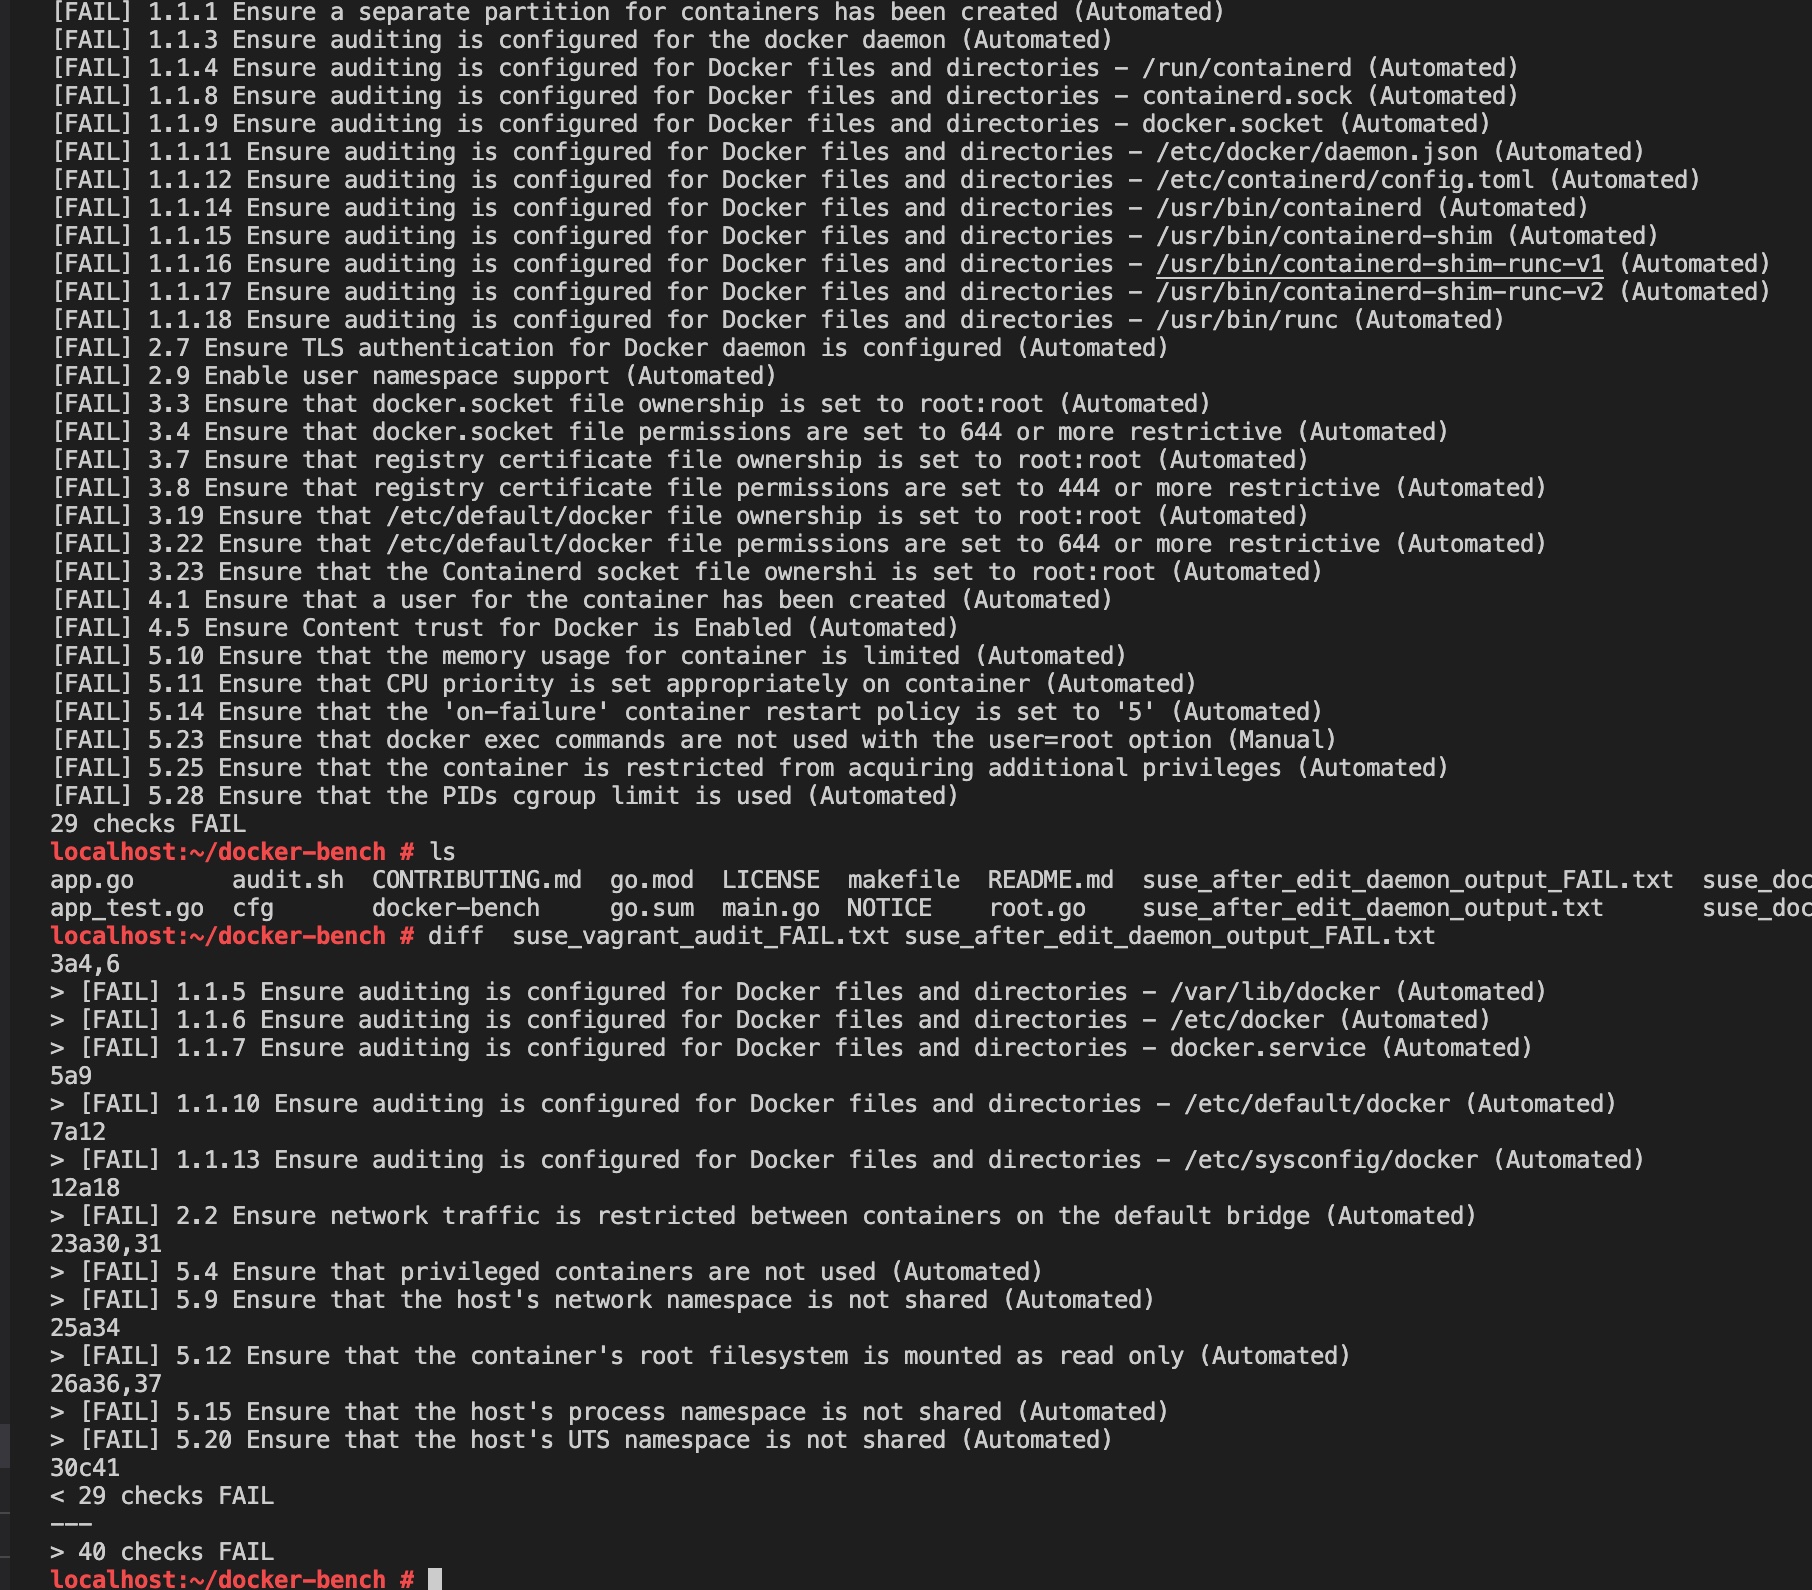 [FAIL] 1.1.1 Ensure a separate partition for containers has been created (Automated)
[FAIL] 1.1.3 Ensure auditing is configured for the docker daemon (Automated)
[FAIL] 1.1.4 Ensure auditing is configured for Docker files and directories - /run/containerd (Automated)
[FAIL] 1.1.8 Ensure auditing is configured for Docker files and directories - containerd.sock (Automated)
[FAIL] 1.1.9 Ensure auditing is configured for Docker files and directories - docker.socket (Automated)
[FAIL] 1.1.11 Ensure auditing is configured for Docker files and directories - /etc/docker/daemon.json (Automated)
[FAIL] 1.1.12 Ensure auditing is configured for Docker files and directories - /etc/containerd/config.toml (Automated)
[FAIL] 1.1.14 Ensure auditing is configured for Docker files and directories - /usr/bin/containerd (Automated)
[FAIL] 1.1.15 Ensure auditing is configured for Docker files and directories - /usr/bin/containerd-shim (Automated)
[FAIL] 1.1.16 Ensure auditing is configured for Docker files and directories - /usr/bin/containerd-shim-runc-v1 (Automated)
[FAIL] 1.1.17 Ensure auditing is configured for Docker files and directories - /usr/bin/containerd-shim-runc-v2 (Automated)
[FAIL] 1.1.18 Ensure auditing is configured for Docker files and directories - /usr/bin/runc (Automated)
[FAIL] 2.7 Ensure TLS authentication for Docker daemon is configured (Automated)
[FAIL] 2.9 Enable user namespace support (Automated)
[FAIL] 3.3 Ensure that docker.socket file ownership is set to root:root (Automated)
[FAIL] 3.4 Ensure that docker.socket file permissions are set to 644 or more restrictive (Automated)
[FAIL] 3.7 Ensure that registry certificate file ownership is set to root:root (Automated)
[FAIL] 3.8 Ensure that registry certificate file permissions are set to 444 or more restrictive (Automated)
[FAIL] 3.19 Ensure that /etc/default/docker file ownership is set to root:root (Automated)
[FAIL] 3.22 Ensure that /etc/default/docker file permissions are set to 644 or more restrictive (Automated)
[FAIL] 3.23 Ensure that the Containerd socket file ownershi is set to root:root (Automated)
[FAIL] 4.1 Ensure that a user for the container has been created (Automated)
[FAIL] 4.5 Ensure Content trust for Docker is Enabled (Automated)
[FAIL] 5.10 Ensure that the memory usage for container is limited (Automated)
[FAIL] 5.11 Ensure that CPU priority is set appropriately on container (Automated)
[FAIL] 5.14 Ensure that the 'on-failure' container restart policy is set to '5' (Automated)
[FAIL] 5.23 Ensure that docker exec commands are not used with the user=root option (Manual)
[FAIL] 5.25 Ensure that the container is restricted from acquiring additional privileges (Automated)
[FAIL] 5.28 Ensure that the PIDs cgroup limit is used (Automated)
29 checks FAIL
localhost:~/docker-bench # ls
app.go audit.sh CONTRIBUTING.md go.mod LICENSE makefile README.md suse_after_edit_daemon_output_FAIL.txt suse_doc
app_test.go cfg docker-bench go.sum main.go NOTICE root.go suse_after_edit_daemon_output.txt suse_doc
localhost:~/docker-bench # diff  suse_vagrant_audit_FAIL.txt suse_after_edit_daemon_output_FAIL.txt
3a4,6
> [FAIL] 1.1.5 Ensure auditing is configured for Docker files and directories - /var/lib/docker (Automated)
> [FAIL] 1.1.6 Ensure auditing is configured for Docker files and directories - /etc/docker (Automated)
> [FAIL] 1.1.7 Ensure auditing is configured for Docker files and directories - docker.service (Automated)
5a9
> [FAIL] 1.1.10 Ensure auditing is configured for Docker files and directories - /etc/default/docker (Automated)
7a12
> [FAIL] 1.1.13 Ensure auditing is configured for Docker files and directories - /etc/sysconfig/docker (Automated)
12a18
> [FAIL] 2.2 Ensure network traffic is restricted between containers on the default bridge (Automated)
23a30,31
> [FAIL] 5.4 Ensure that privileged containers are not used (Automated)
> [FAIL] 5.9 Ensure that the host's network namespace is not shared (Automated)
25a34
> [FAIL] 5.12 Ensure that the container's root filesystem is mounted as read only (Automated)
26a36,37
> [FAIL] 5.15 Ensure that the host's process namespace is not shared (Automated)
> [FAIL] 5.20 Ensure that the host's UTS namespace is not shared (Automated)
30c41
< 29 checks FAIL
---
> 40 checks FAIL
localhost:~/docker-bench #